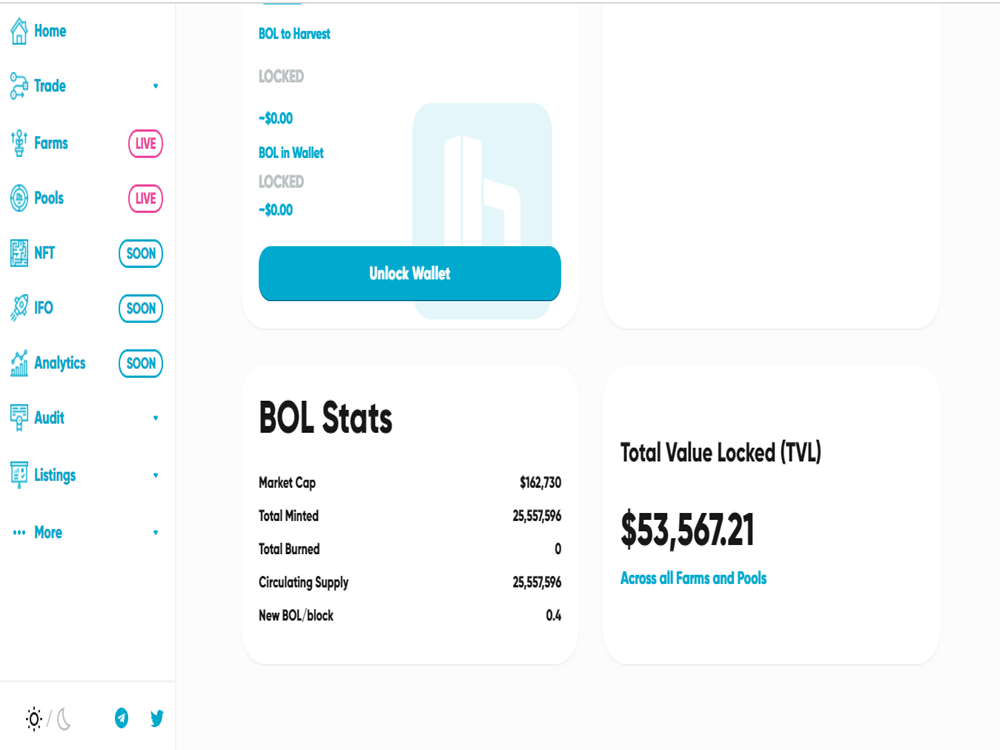 Home
Trade
Farms LIVE
Pools LIVE
NFT SOON
IFO SOON
Analytics SOON
Audit
Listings
More
/
BOL to Harvest
LOCKED
~$0.00
BOL in Wallet
LOCKED
~$0.00
Unlock Wallet
BOL Stats
Market Cap $162,730
Total Minted 25,557,596
Total Burned 0
Circulating Supply 25,557,596
New BOL/block 0.4
Total Value Locked (TVL)
$53,567.21
Across all Farms and Pools